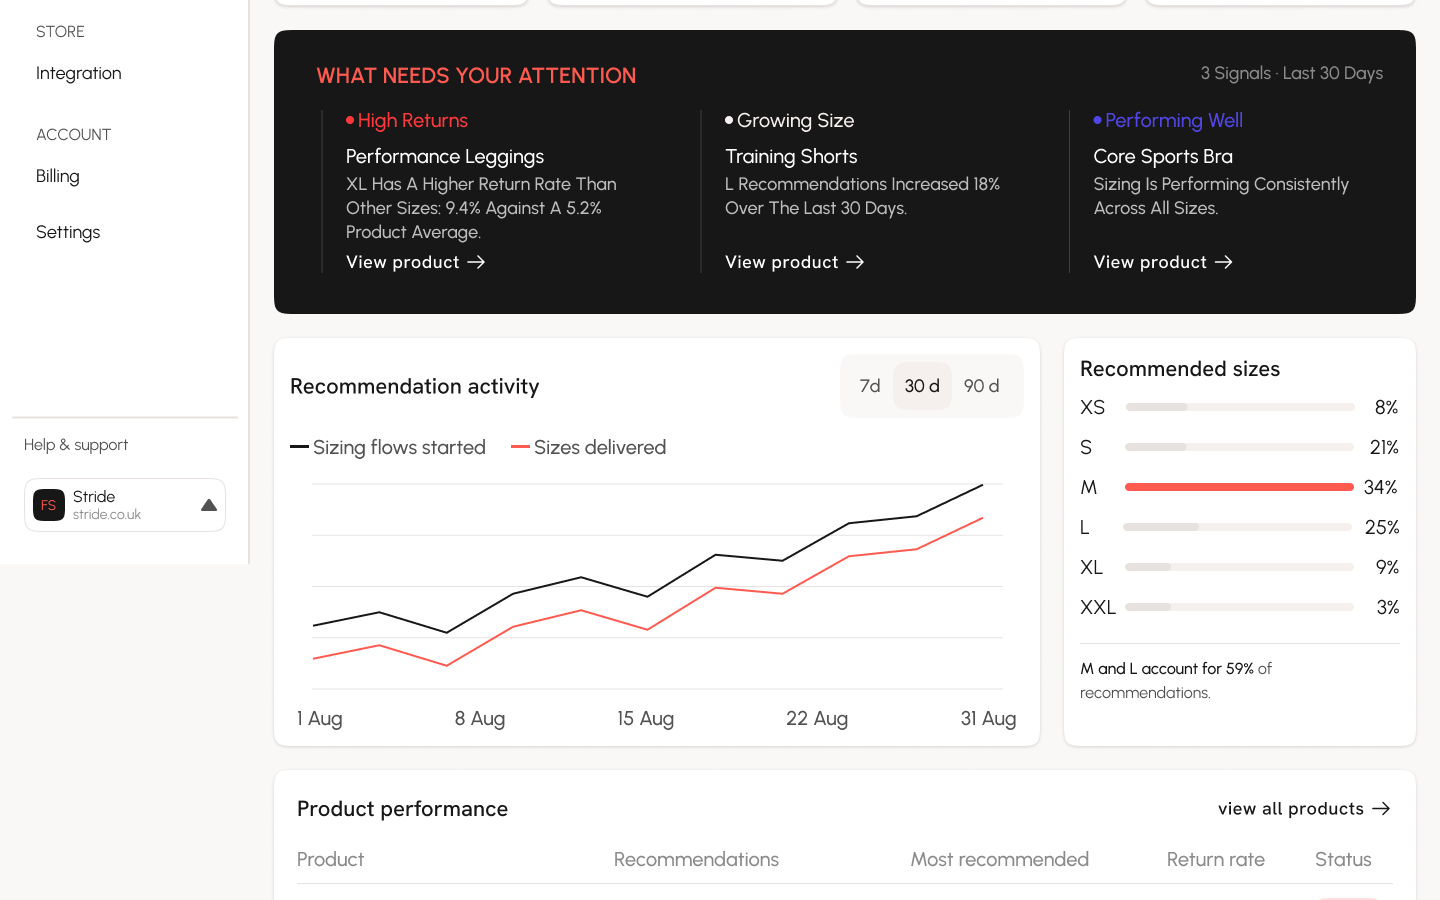 STORE
Integration
ACCOUNT
Billing
Settings
Help & support
FS
Stride
stride.co.uk
WHAT NEEDS YOUR ATTENTION
3 Signals · Last 30 Days
High Returns
Performance Leggings
XL Has A Higher Return Rate Than
Other Sizes: 9.4% Against A 5.2%
Product Average.
View product →
Growing Size
Training Shorts
L Recommendations Increased 18%
Over The Last 30 Days.
View product →
Performing Well
Core Sports Bra
Sizing Is Performing Consistently
Across All Sizes.
View product →
Recommendation activity
7d 30 d 90 d
Sizing flows started Sizes delivered
1 Aug 8 Aug 15 Aug 22 Aug 31 Aug
Recommended sizes
XS 8%
S 21%
M 34%
L 25%
XL 9%
XXL 3%
M and L account for 59% of
recommendations.
Product performance
view all products →
Product Recommendations Most recommended Return rate Status